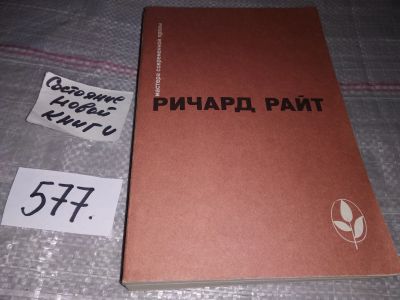 Состояние
новой
книги
577.
мастера современной прозы
РИЧАРД РАЙТ